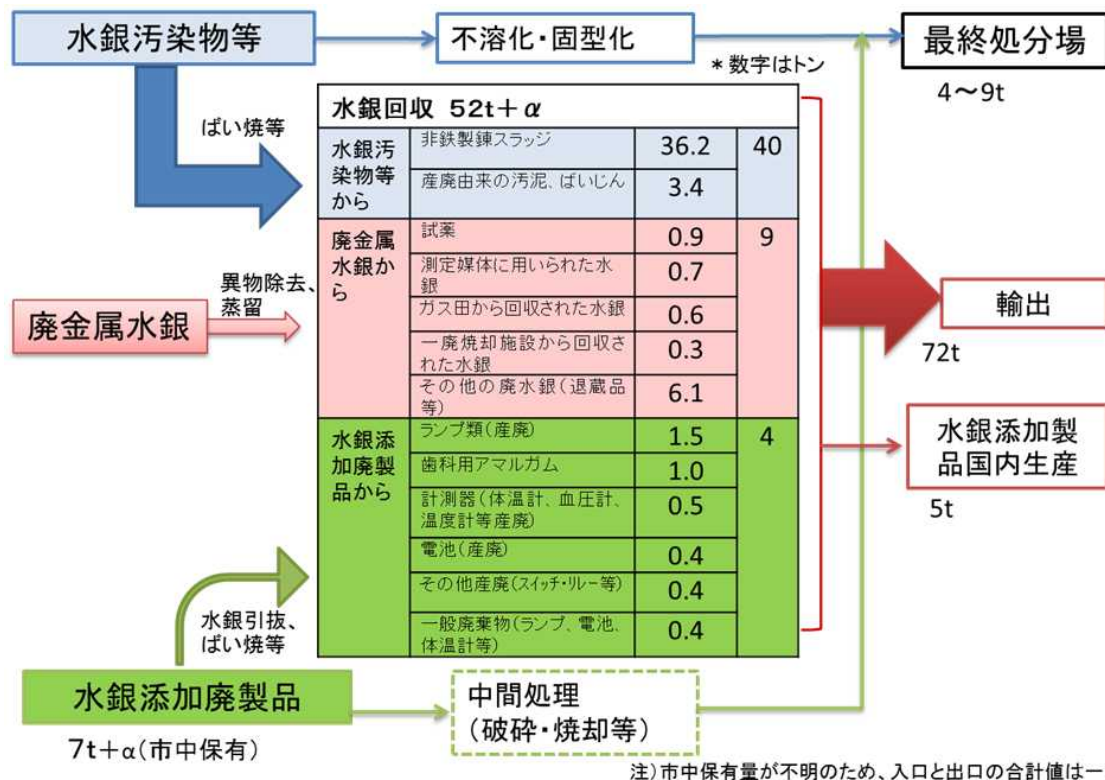 水銀汚染物等
不溶化・固型化
最終処分場
*数字はトン
4～9t
ばい焼等
水銀回収 52t＋α
水銀汚
染物等
から
非鉄製錬スラッジ
36.2
40
産廃由来の汚泥、ばいじん
3.4
廃金属
水銀か
ら
試薬
0.9
9
測定媒体に用いられた水
銀
0.7
ガス田から回収された水銀
0.6
一廃焼却施設から回収さ
れた水銀
0.3
その他の廃水銀（退蔵品
等）
6.1
異物除去、
蒸留
廃金属水銀
輸出
72t
水銀添
加廃製
品から
ランプ類（産廃）
1.5
4
歯科用アマルガム
1.0
計測器（体温計、血圧計、
温度計等産廃）
0.5
電池（産廃）
0.4
その他産廃（スイッチ・リレー等）
0.4
一般廃棄物（ランプ、電池、
体温計等）
0.4
水銀添加製
品国内生産
5t
水銀引抜、
ばい焼等
水銀添加廃製品
7t＋α（市中保有）
中間処理
（破砕・焼却等）
注）市中保有量が不明のため、入口と出口の合計値は一